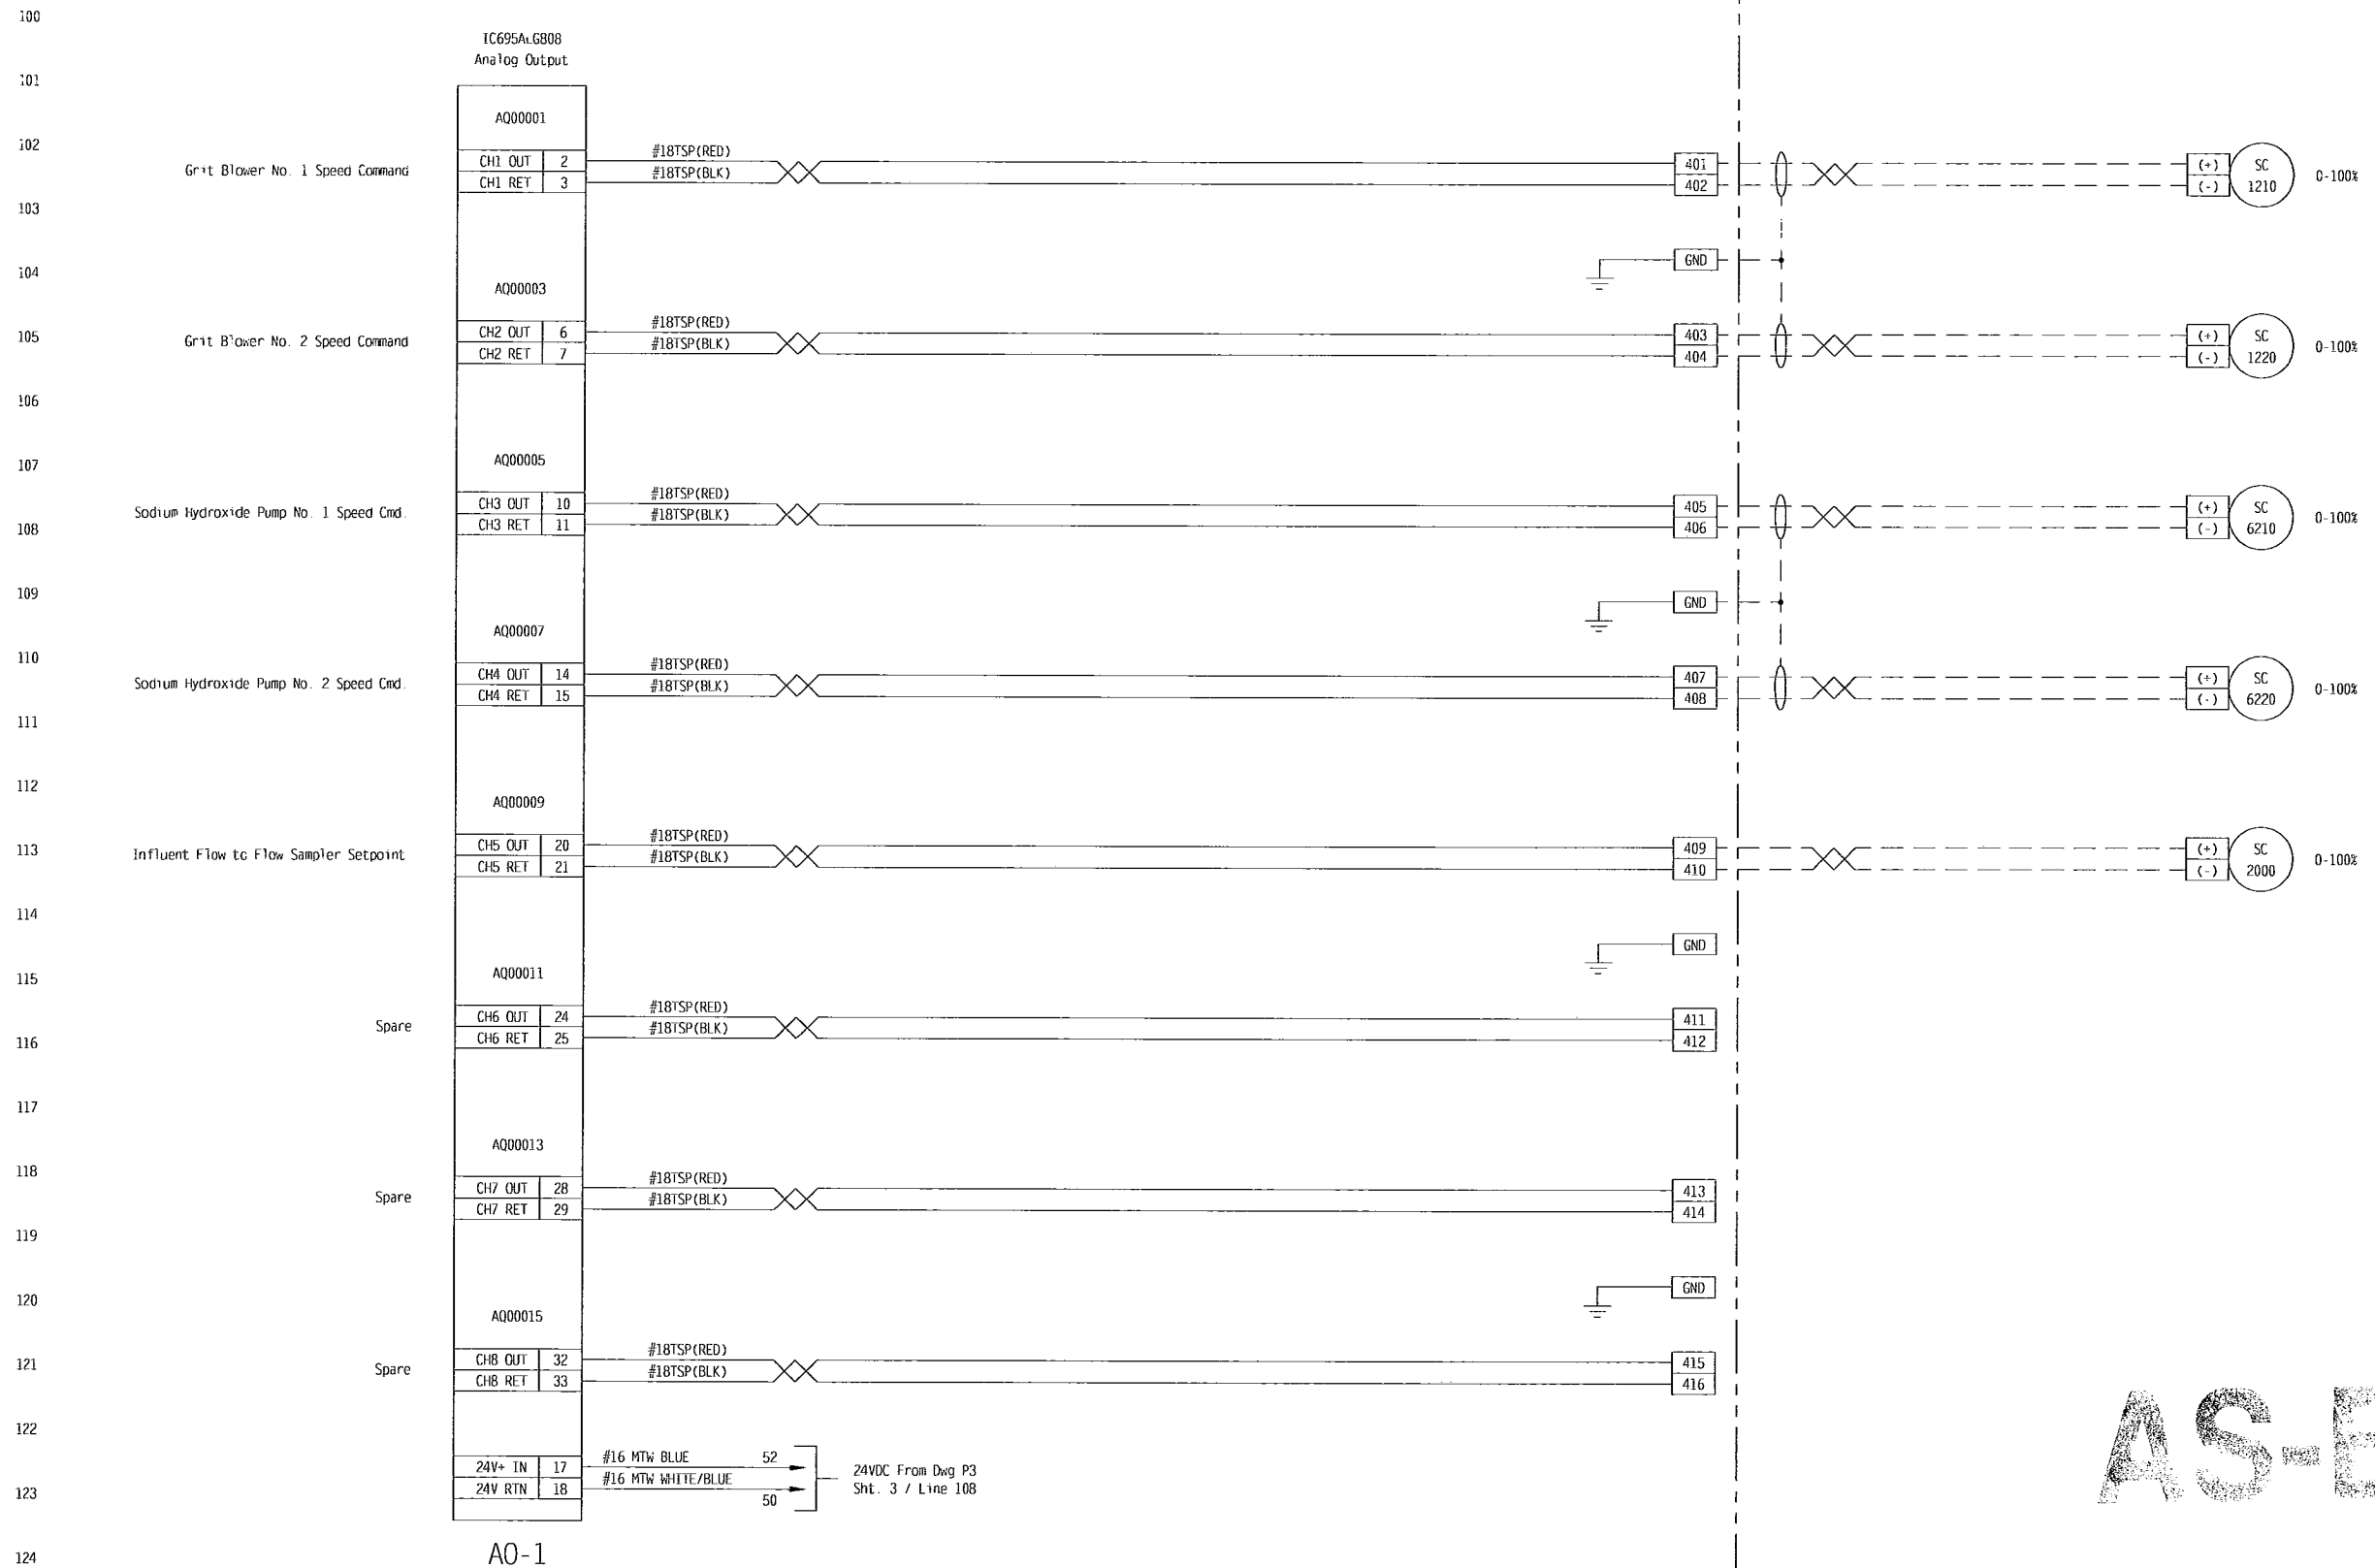 100
IC695ALG808
Analog Output
101
AQ00001
102
Grit Blower No. 1 Speed Command
CH1 OUT 2 #18TSP(RED) 401 (+) SC
CH1 RET 3 #18TSP(BLK) 402 (-) 1210 0-100%
103
GND
104
AQ00003
105
Grit Blower No. 2 Speed Command
CH2 OUT 6 #18TSP(RED) 403 (+) SC
CH2 RET 7 #18TSP(BLK) 404 (-) 1220 0-100%
106
107
AQ00005
Sodium Hydroxide Pump No. 1 Speed Cmd.
CH3 OUT 10 #18TSP(RED) 405 (+) SC
CH3 RET 11 #18TSP(BLK) 406 (-) 6210 0-100%
108
109
GND
AQ00007
110
Sodium Hydroxide Pump No. 2 Speed Cmd.
CH4 OUT 14 #18TSP(RED) 407 (+) SC
CH4 RET 15 #18TSP(BLK) 408 (-) 6220 0-100%
111
112
AQ00009
113
Influent Flow to Flow Sampler Setpoint
CH5 OUT 20 #18TSP(RED) 409 (+) SC
CH5 RET 21 #18TSP(BLK) 410 (-) 2000 0-100%
114
GND
115
AQ00011
Spare
CH6 OUT 24 #18TSP(RED) 411
CH6 RET 25 #18TSP(BLK) 412
116
117
AQ00013
118
Spare
CH7 OUT 28 #18TSP(RED) 413
CH7 RET 29 #18TSP(BLK) 414
119
GND
120
AQ00015
121
Spare
CH8 OUT 32 #18TSP(RED) 415
CH8 RET 33 #18TSP(BLK) 416
122
24V+ IN 17 #16 MTW BLUE 52
24V RTN 18 #16 MTW WHITE/BLUE 50
24VDC From Dwg P3
Sht. 3 / Line 108
123
AS-
124
AO-1